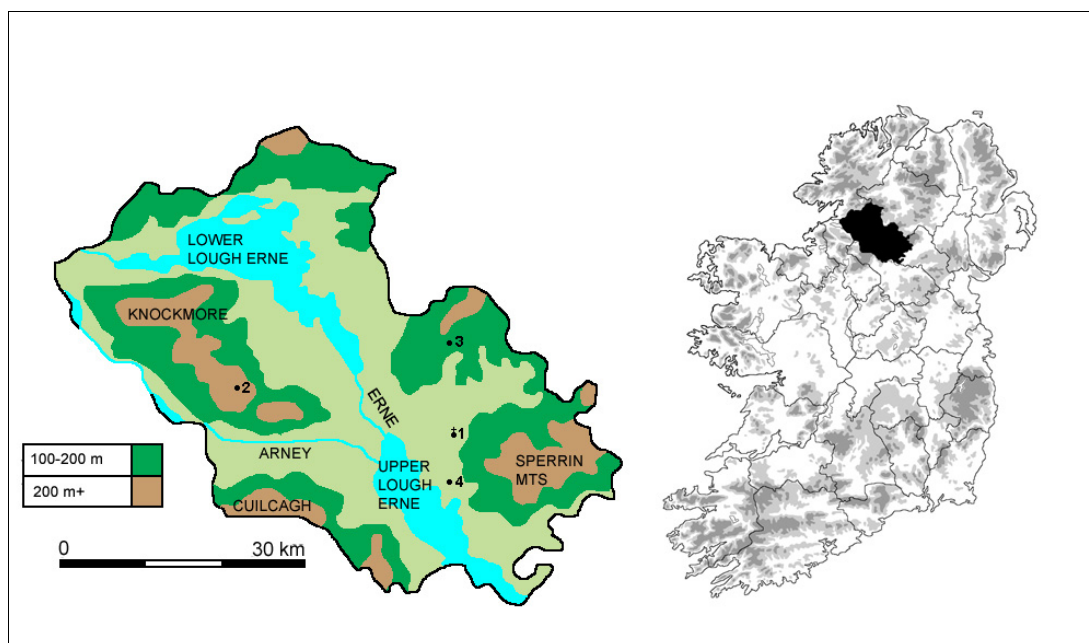 LOWER
LOUGH ERNE
KNOCKMORE
3
2
ERNE
1
100-200 m
200 m+
ARNEY
UPPER
LOUGH
ERNE
SPERRIN
MTS
4
CUILCAGH
0 30 km